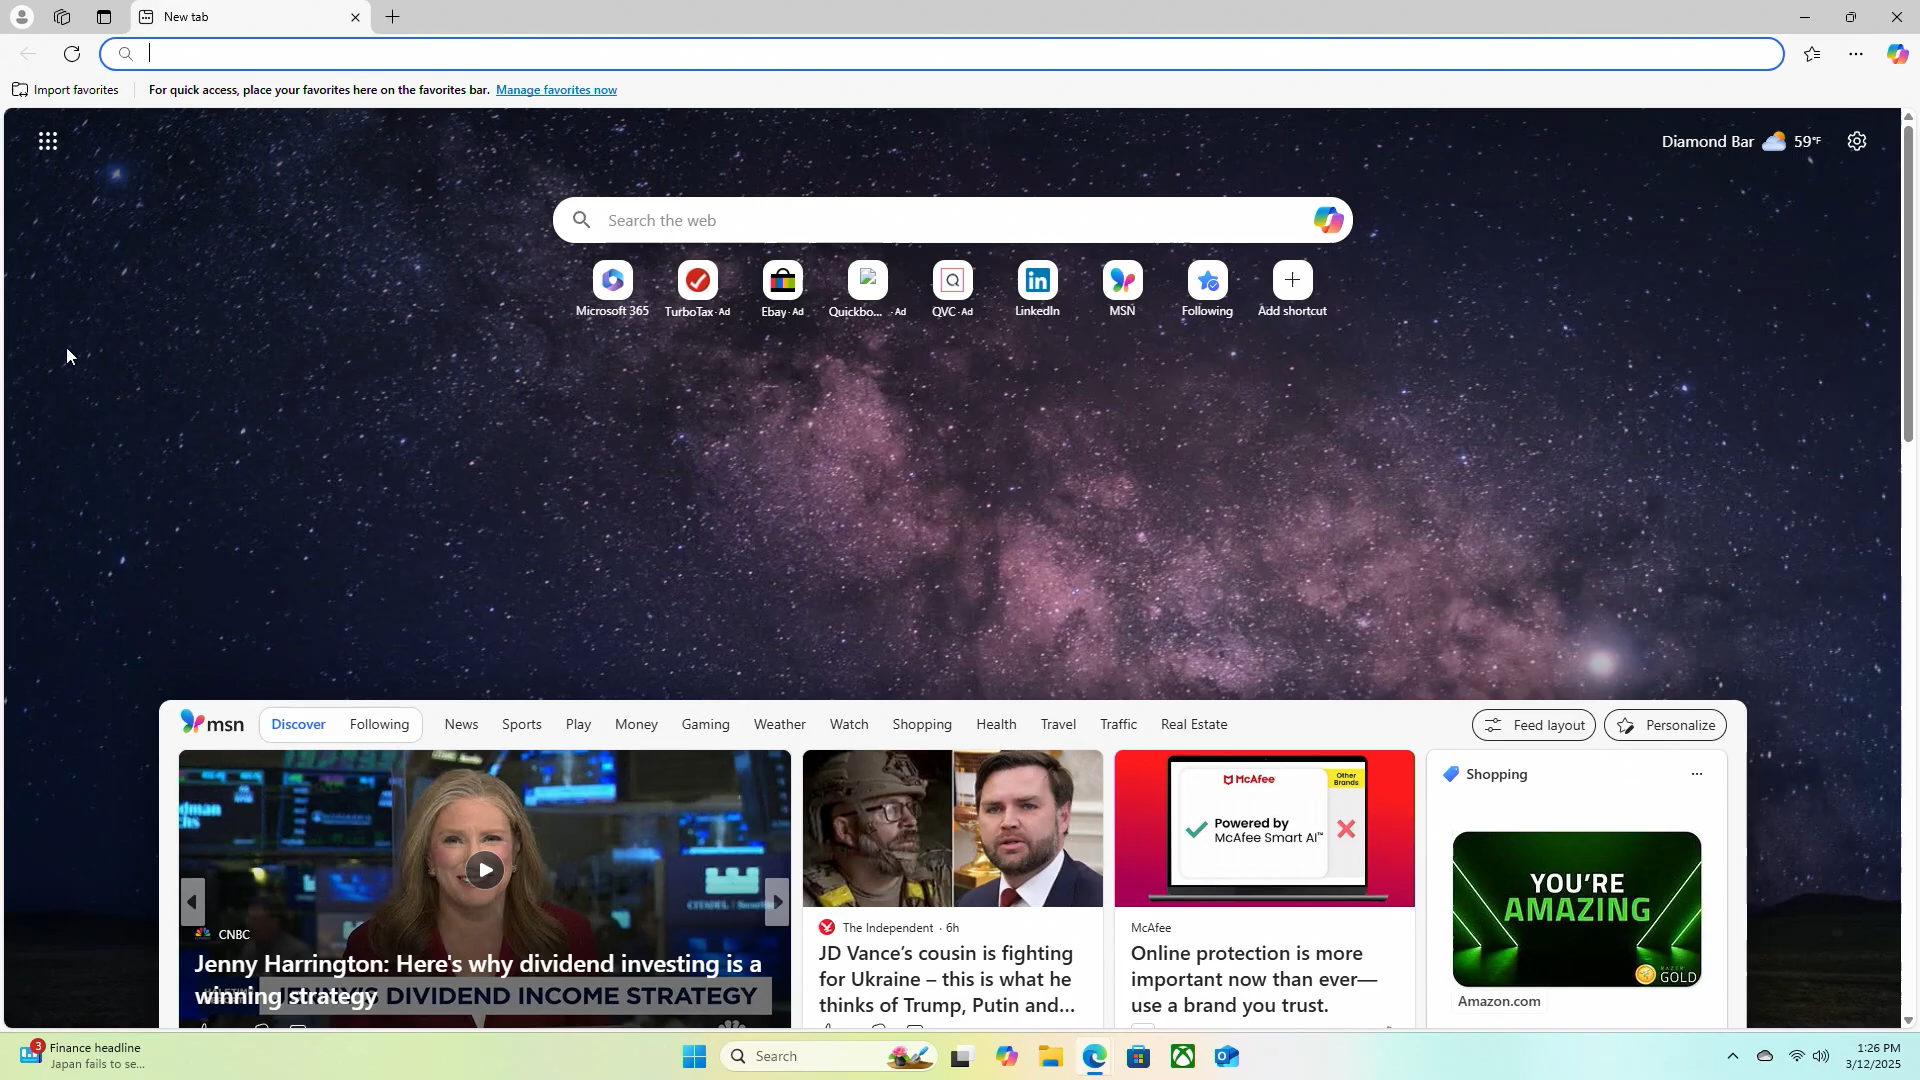 New tab
Import favorites
For quick access, place your favorites here on the favorites bar. Manage favorites now
Diamond Bar 59°F
Search the web
Microsoft 365
TurboTax · Ad
Ebay · Ad
Quickbo... · Ad
QVC · Ad
LinkedIn
MSN
Following
Add shortcut
msn Discover Following News Sports Play Money Gaming Weather Watch Shopping Health Travel Traffic Real Estate Feed layout Personalize
CNBC
Jenny Harrington: Here's why dividend investing is a
winning strategy
DIVIDEND INCOME STRATEGY
The Independent · 6h
JD Vance's cousin is fighting
for Ukraine – this is what he
thinks of Trump, Putin and...
McAfee
Other
Brands
Powered by
McAfee Smart AI™
McAfee
Online protection is more
important now than ever—
use a brand you trust.
Shopping
YOU'RE
AMAZING
GOLD
Amazon.com
3
Finance headline
Japan fails to se...
Search
1:26 PM
3/12/2025